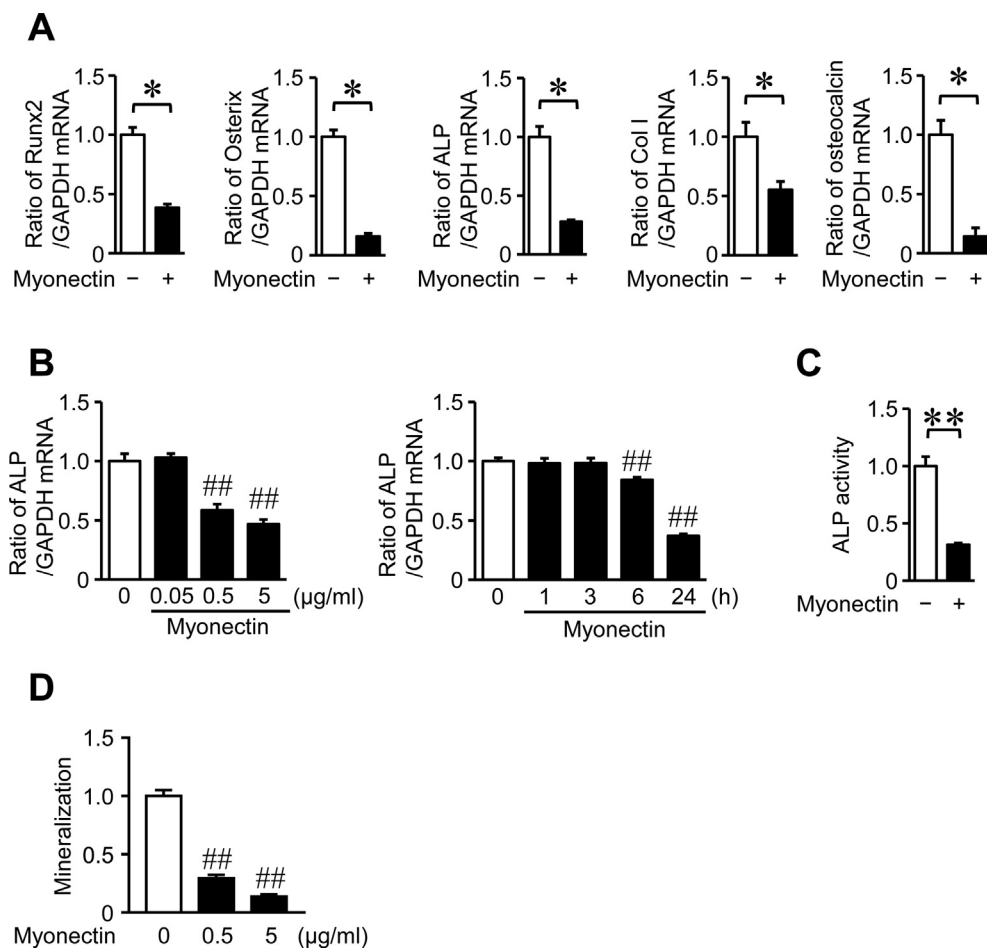 A
Ratio of Runx2
/GAPDH mRNA
1.5
1.0
0.5
0
*
Myonectin − +
Ratio of Osterix
/GAPDH mRNA
1.5
1.0
0.5
0
*
Myonectin − +
Ratio of ALP
/GAPDH mRNA
1.5
1.0
0.5
0
*
Myonectin − +
Ratio of Col I
/GAPDH mRNA
1.5
1.0
0.5
0
*
Myonectin − +
Ratio of osteocalcin
/GAPDH mRNA
1.5
1.0
0.5
0
*
Myonectin − +
B
Ratio of ALP
/GAPDH mRNA
1.5
1.0
0.5
0
## ##
0 0.05 0.5 5 (μg/ml)
Myonectin
Ratio of ALP
/GAPDH mRNA
1.5
1.0
0.5
0
##
##
0 1 3 6 24 (h)
Myonectin
C
ALP activity
1.5
1.0
0.5
0
**
Myonectin − +
D
Mineralization
1.5
1.0
0.5
0
## ##
Myonectin 0 0.5 5 (μg/ml)